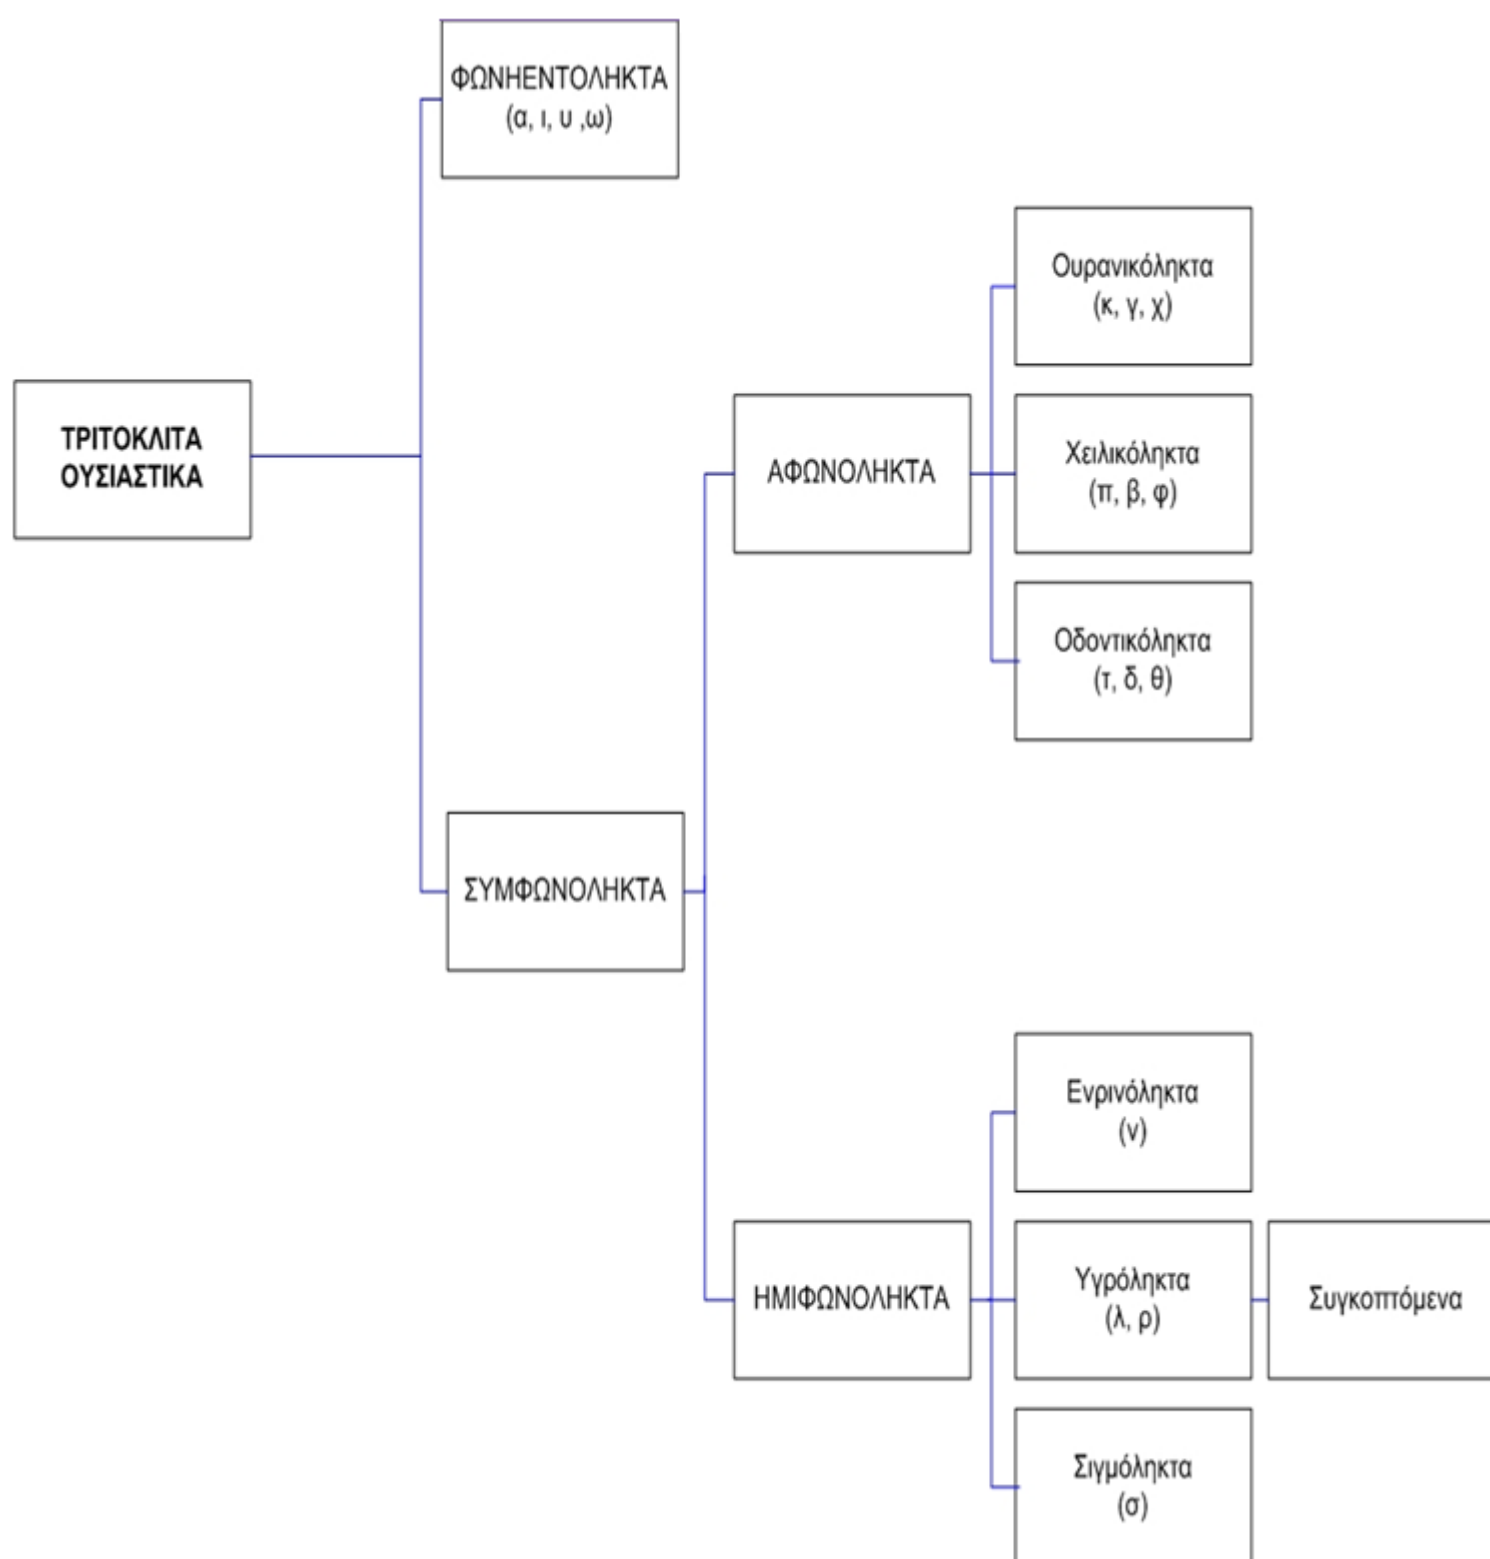 ΦΩΝΗΕΝΤΟΛΗΚΤΑ
(α, ι, υ ,ω)
Ουρανικόληκτα
(κ, γ, χ)
ΤΡΙΤΟΚΛΙΤΑ
ΟΥΣΙΑΣΤΙΚΑ
ΑΦΩΝΟΛΗΚΤΑ
Χειλικόληκτα
(π, β, φ)
Οδοντικόληκτα
(τ, δ, θ)
ΣΥΜΦΩΝΟΛΗΚΤΑ
Ενρινόληκτα
(ν)
ΗΜΙΦΩΝΟΛΗΚΤΑ
Υγρόληκτα
(λ, ρ)
Συγκοπτόμενα
Σιγμόληκτα
(σ)